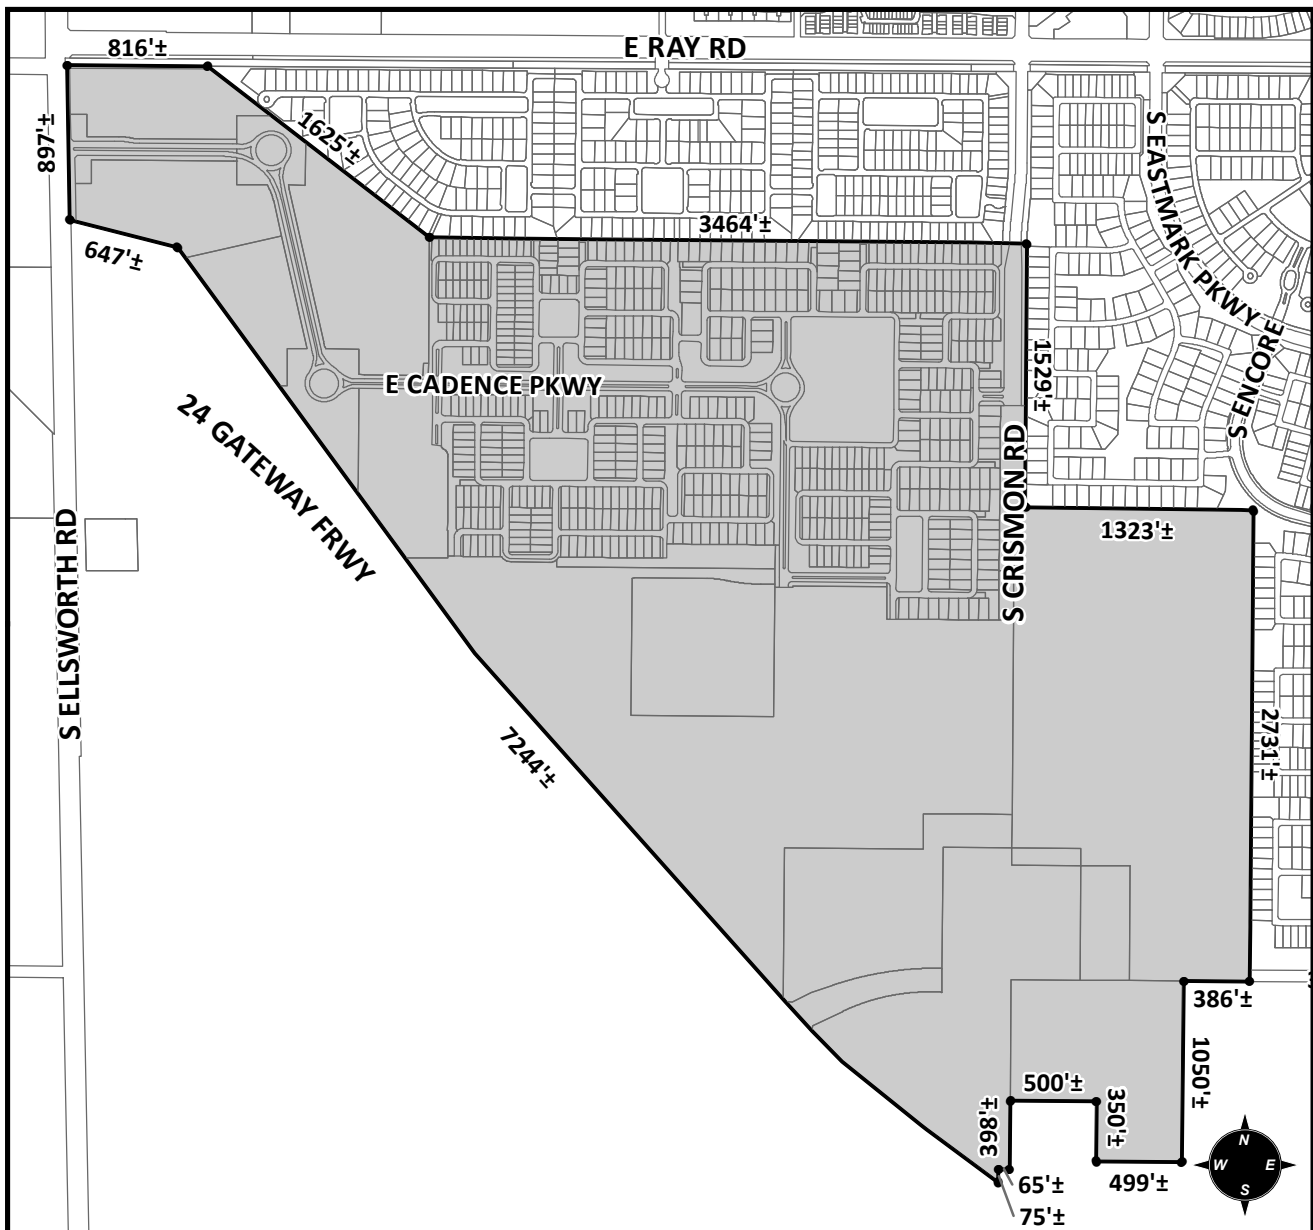 816'±
E RAY RD
897'±
1625'±
S EASTMARK PKWY
3464'±
647'±
S ENCORE
1529'±
E CADENCE PKWY
24 GATEWAY FRWY
S CRISMON RD
1323'±
S ELLSWORTH RD
2731'±
7244'±
386'±
1050'±
500'±
350'±
398'±
N
W E
S
499'±
65'±
75'±